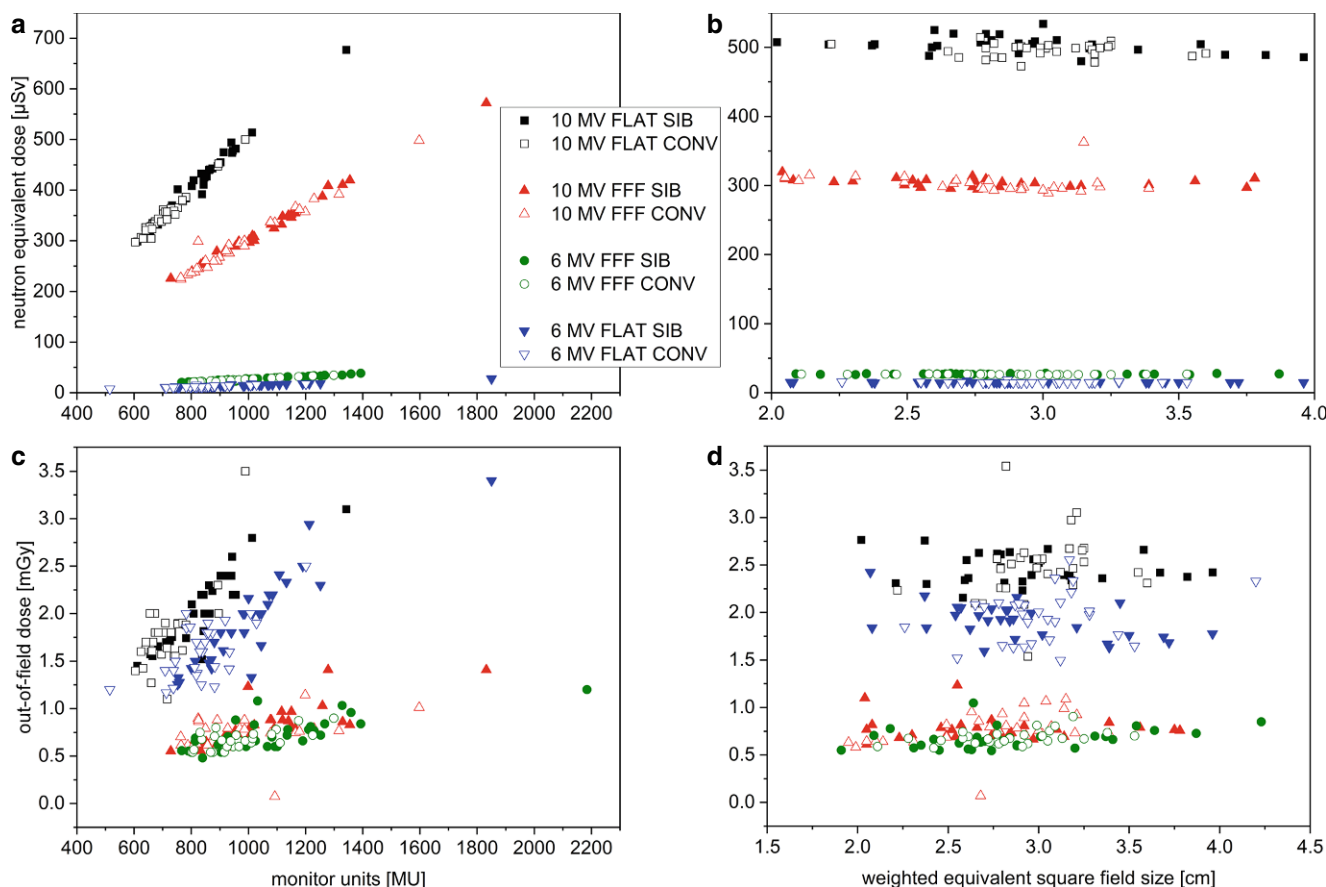 a
b
700
600
500
400
300
200
100
0
neutron equivalent dose [µSv]
400 600 800 1000 1200 1400 1600 1800 2000 2200
10 MV FLAT SIB
10 MV FLAT CONV
10 MV FFF SIB
10 MV FFF CONV
6 MV FFF SIB
6 MV FFF CONV
6 MV FLAT SIB
6 MV FLAT CONV
500
400
300
200
100
0
2.0 2.5 3.0 3.5 4.0
c
d
3.5
3.0
2.5
2.0
1.5
1.0
0.5
0.0
out-of-field dose [mGy]
400 600 800 1000 1200 1400 1600 1800 2000 2200
monitor units [MU]
3.5
3.0
2.5
2.0
1.5
1.0
0.5
0.0
1.5 2.0 2.5 3.0 3.5 4.0 4.5
weighted equivalent square field size [cm]